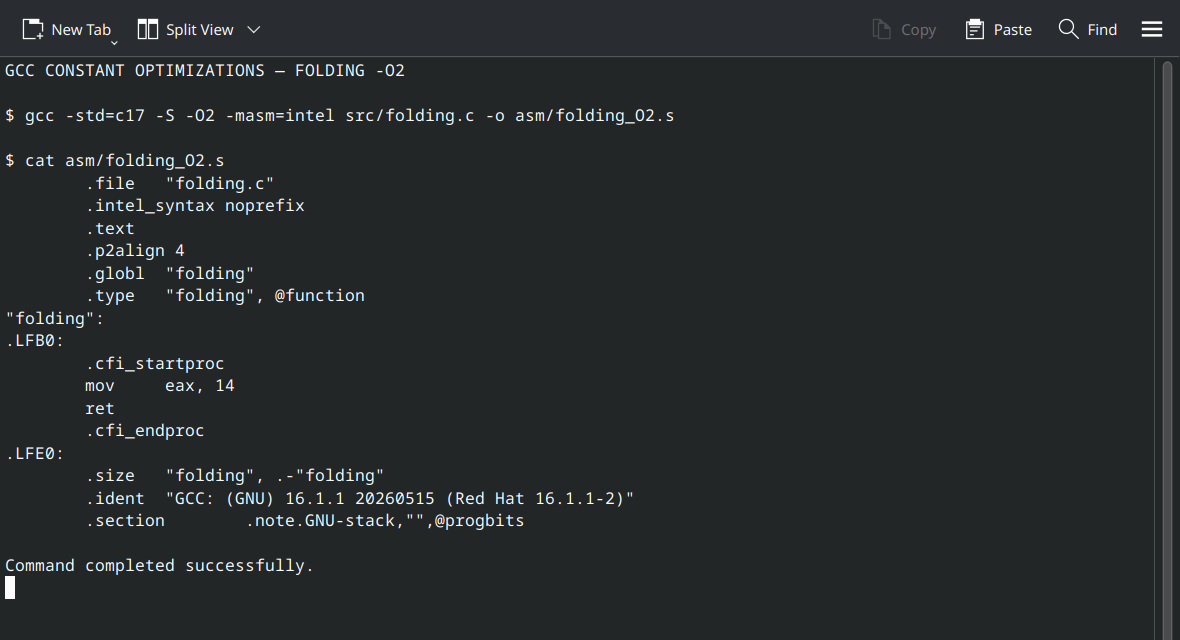 New Tab Split View Copy Paste Find
GCC CONSTANT OPTIMIZATIONS — FOLDING -O2
$ gcc -std=c17 -S -O2 -masm=intel src/folding.c -o asm/folding_O2.s
$ cat asm/folding_O2.s
        .file   "folding.c"
        .intel_syntax noprefix
        .text
        .p2align 4
        .globl  "folding"
        .type   "folding", @function
"folding":
.LFB0:
        .cfi_startproc
        mov     eax, 14
        ret
        .cfi_endproc
.LFE0:
        .size   "folding", .-"folding"
        .ident  "GCC: (GNU) 16.1.1 20260515 (Red Hat 16.1.1-2)"
        .section        .note.GNU-stack,"",@progbits
Command completed successfully.